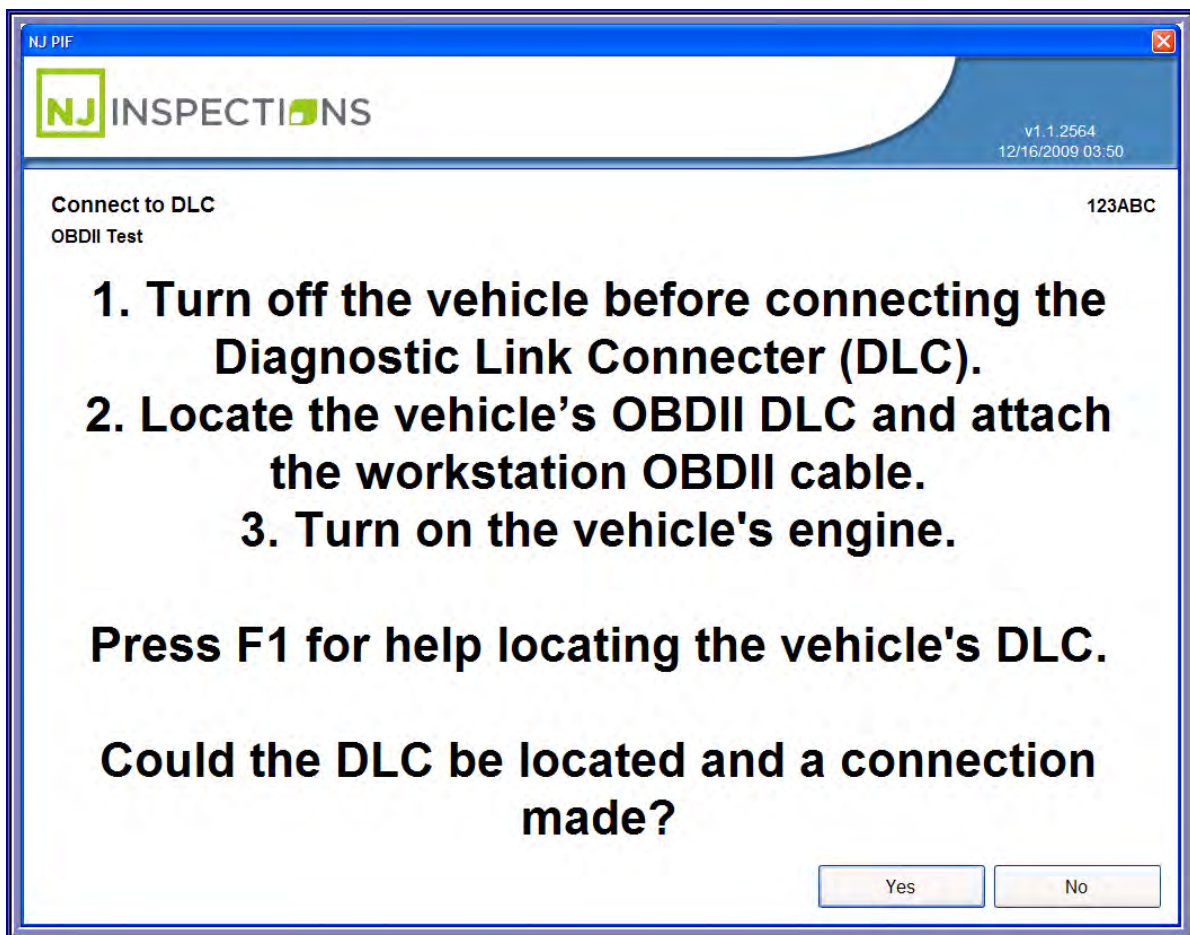 NJ PIF
NJ INSPECTIONS
v1.1.2564
12/16/2009 03:50
Connect to DLC
123ABC
OBDII Test
1. Turn off the vehicle before connecting the
Diagnostic Link Connecter (DLC).
2. Locate the vehicle’s OBDII DLC and attach
the workstation OBDII cable.
3. Turn on the vehicle's engine.
Press F1 for help locating the vehicle's DLC.
Could the DLC be located and a connection
made?
Yes
No